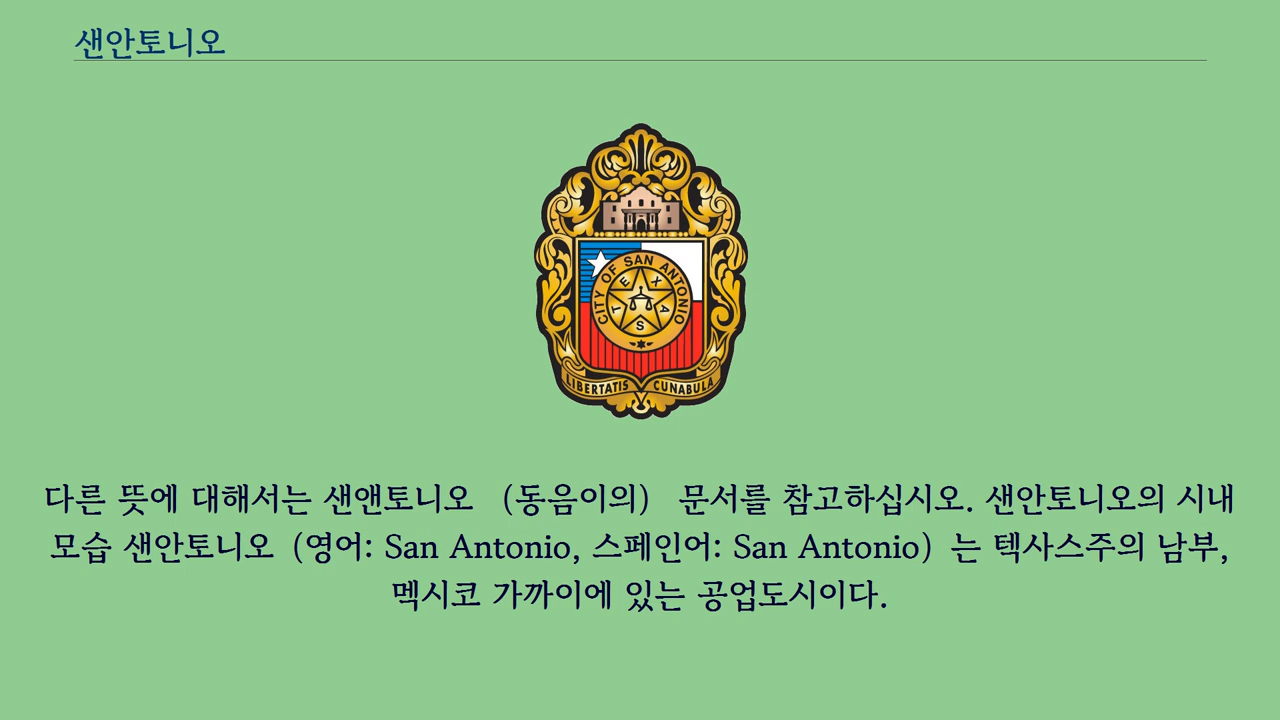 샌안토니오
CITY OF SAN ANTONIO
TEXAS
LIBERTATIS CUNABULA
다른 뜻에 대해서는 샌앤토니오 (동음이의) 문서를 참고하십시오. 샌안토니오의 시내
모습 샌안토니오 (영어: San Antonio, 스페인어: San Antonio) 는 텍사스주의 남부,
멕시코 가까이에 있는 공업도시이다.